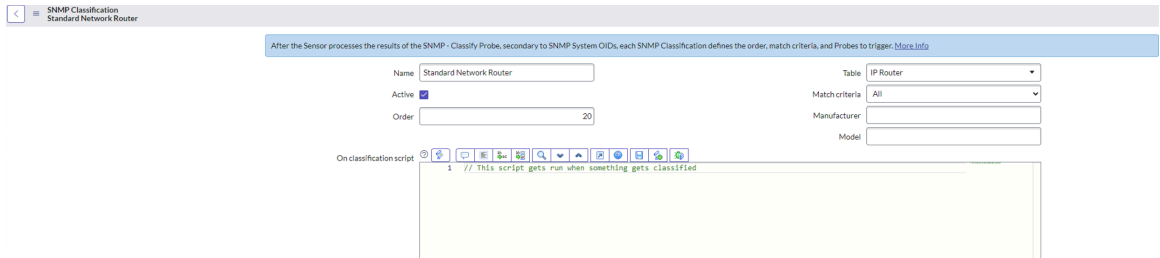 SNMP Classification
Standard Network Router
After the Sensor processes the results of the SNMP - Classify Probe, secondary to SNMP System OIDs, each SNMP Classification defines the order, match criteria, and Probes to trigger. More Info
Name Standard Network Router
Table IP Router
Active
Match criteria All
Order 20
Manufacturer
Model
On classification script
1 // This script gets run when something gets classified